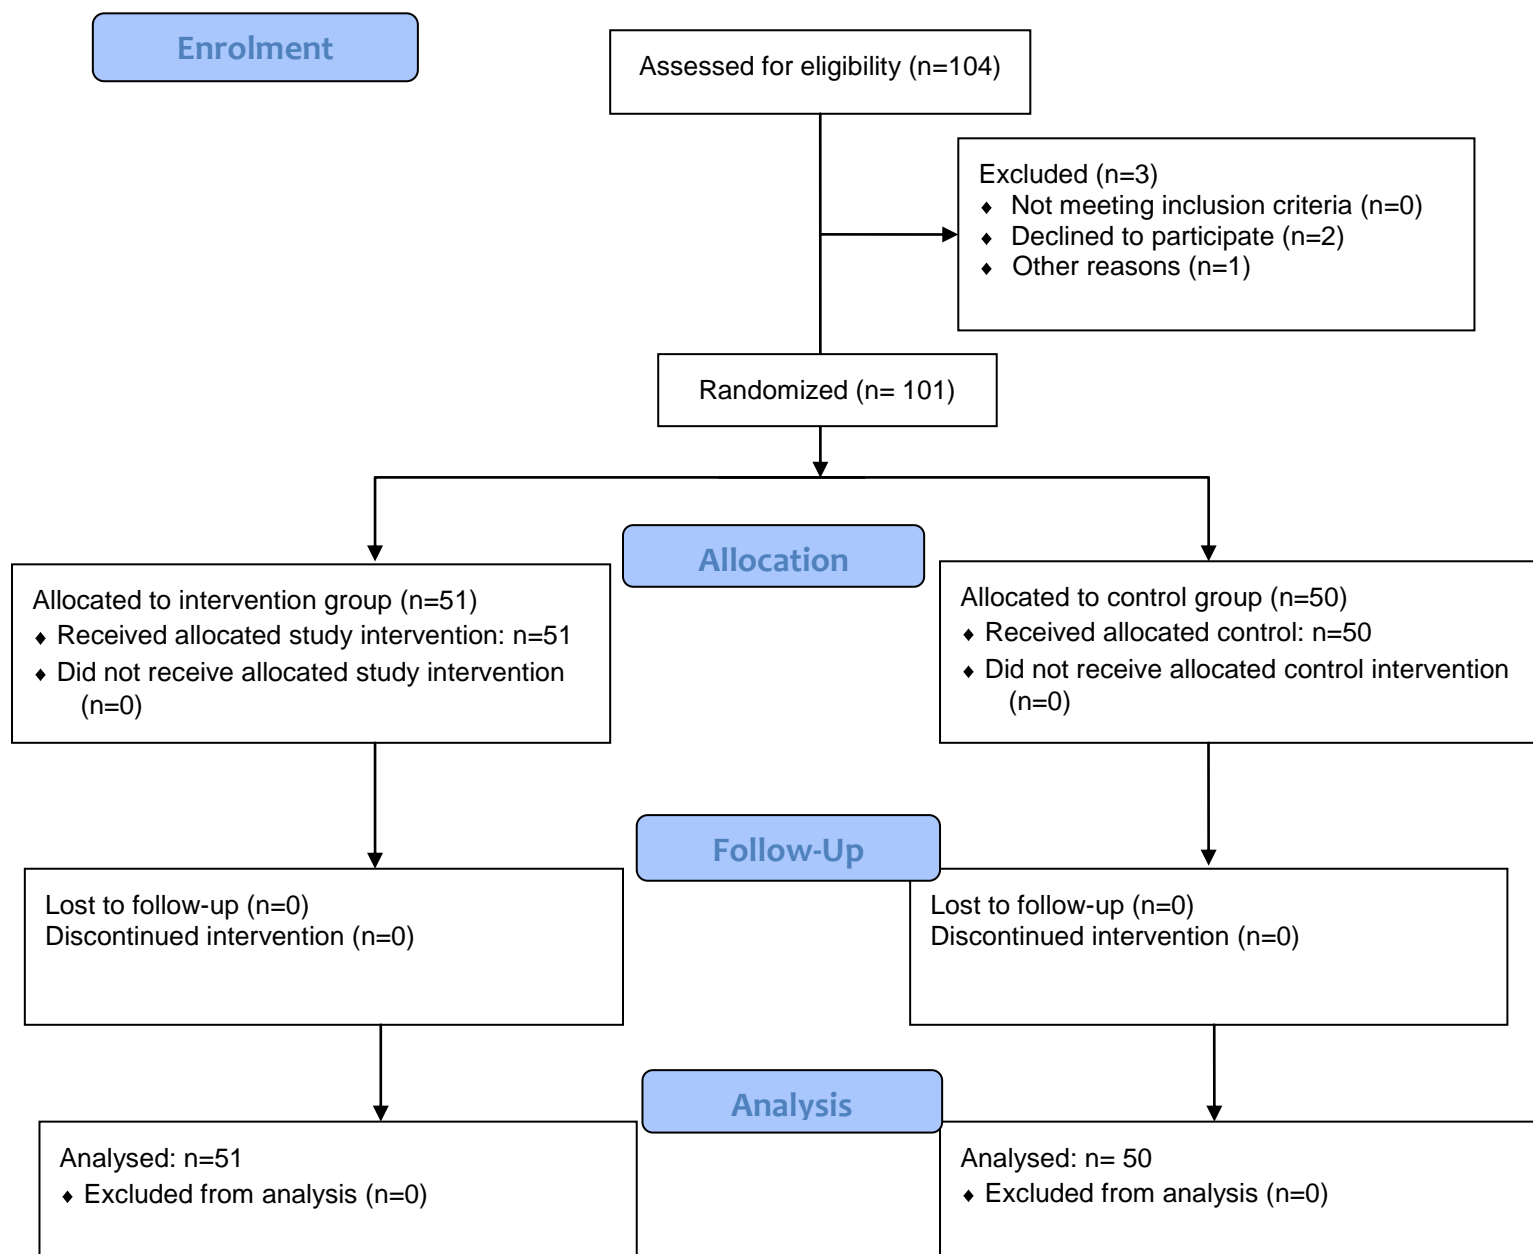 Enrolment
Assessed for eligibility (n=104)
Excluded (n=3)
♦ Not meeting inclusion criteria (n=0)
♦ Declined to participate (n=2)
♦ Other reasons (n=1)
Randomized (n= 101)
Allocation
Allocated to intervention group (n=51)
♦ Received allocated study intervention: n=51
♦ Did not receive allocated study intervention
(n=0)
Allocated to control group (n=50)
♦ Received allocated control: n=50
♦ Did not receive allocated control intervention
(n=0)
Follow-Up
Lost to follow-up (n=0)
Discontinued intervention (n=0)
Lost to follow-up (n=0)
Discontinued intervention (n=0)
Analysis
Analysed: n=51
♦ Excluded from analysis (n=0)
Analysed: n= 50
♦ Excluded from analysis (n=0)